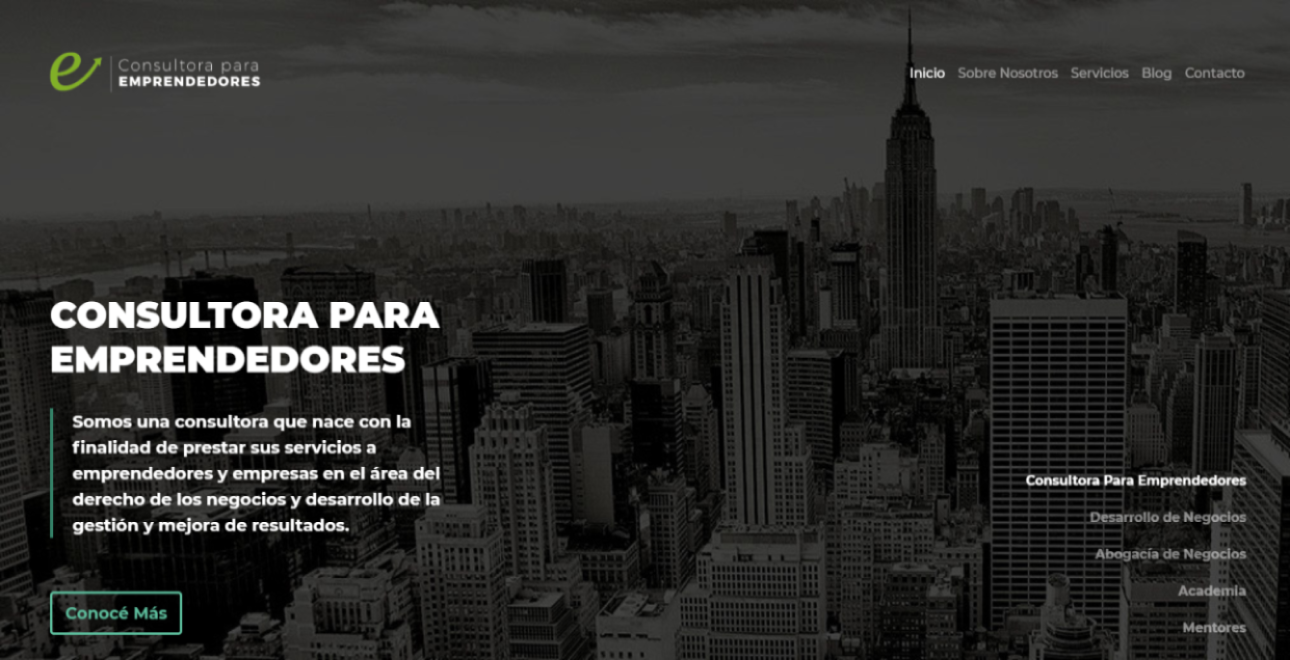 Consultora para
EMPRENDEDORES
Inicio Sobre Nosotros Servicios Blog Contacto
CONSULTORA PARA
EMPRENDEDORES
Somos una consultora que nace con la
finalidad de prestar sus servicios a
emprendedores y empresas en el área del
derecho de los negocios y desarrollo de la
gestión y mejora de resultados.
Conocé Más
Consultora Para Emprendedores
Desarrollo de Negocios
Abogacía de Negocios
Academia
Mentores